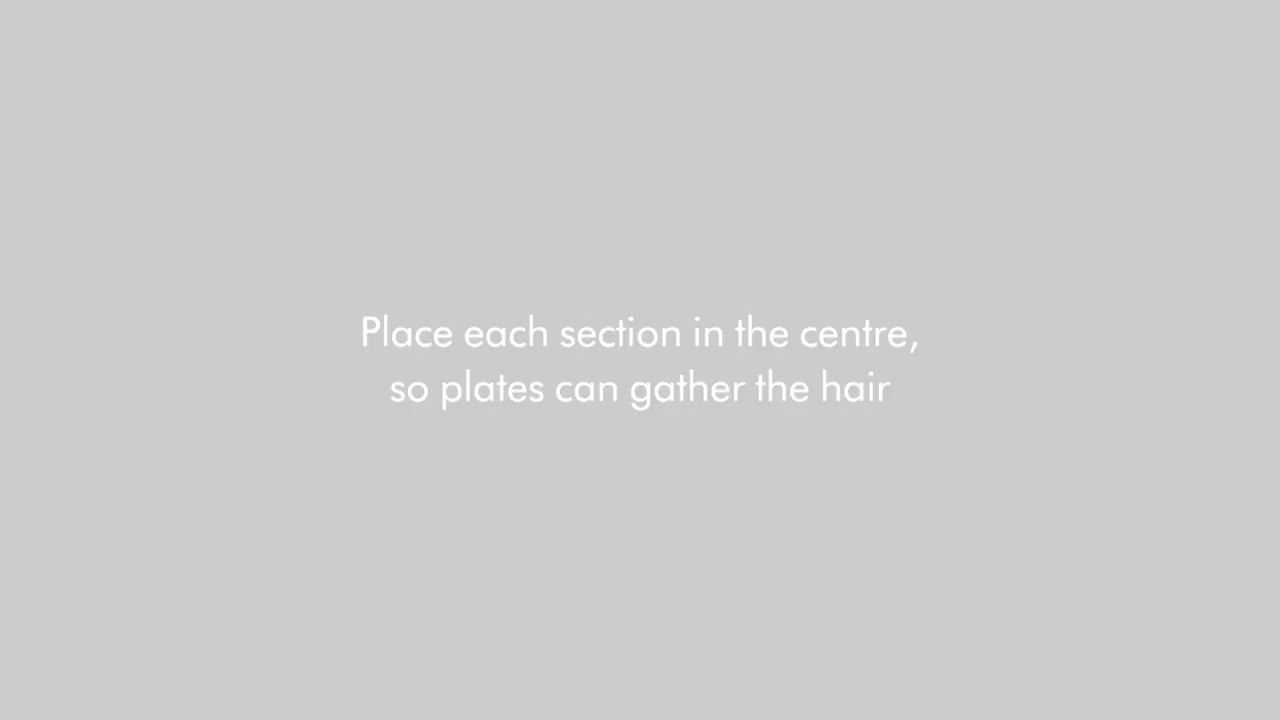 Place each section in the centre,
so plates can gather the hair